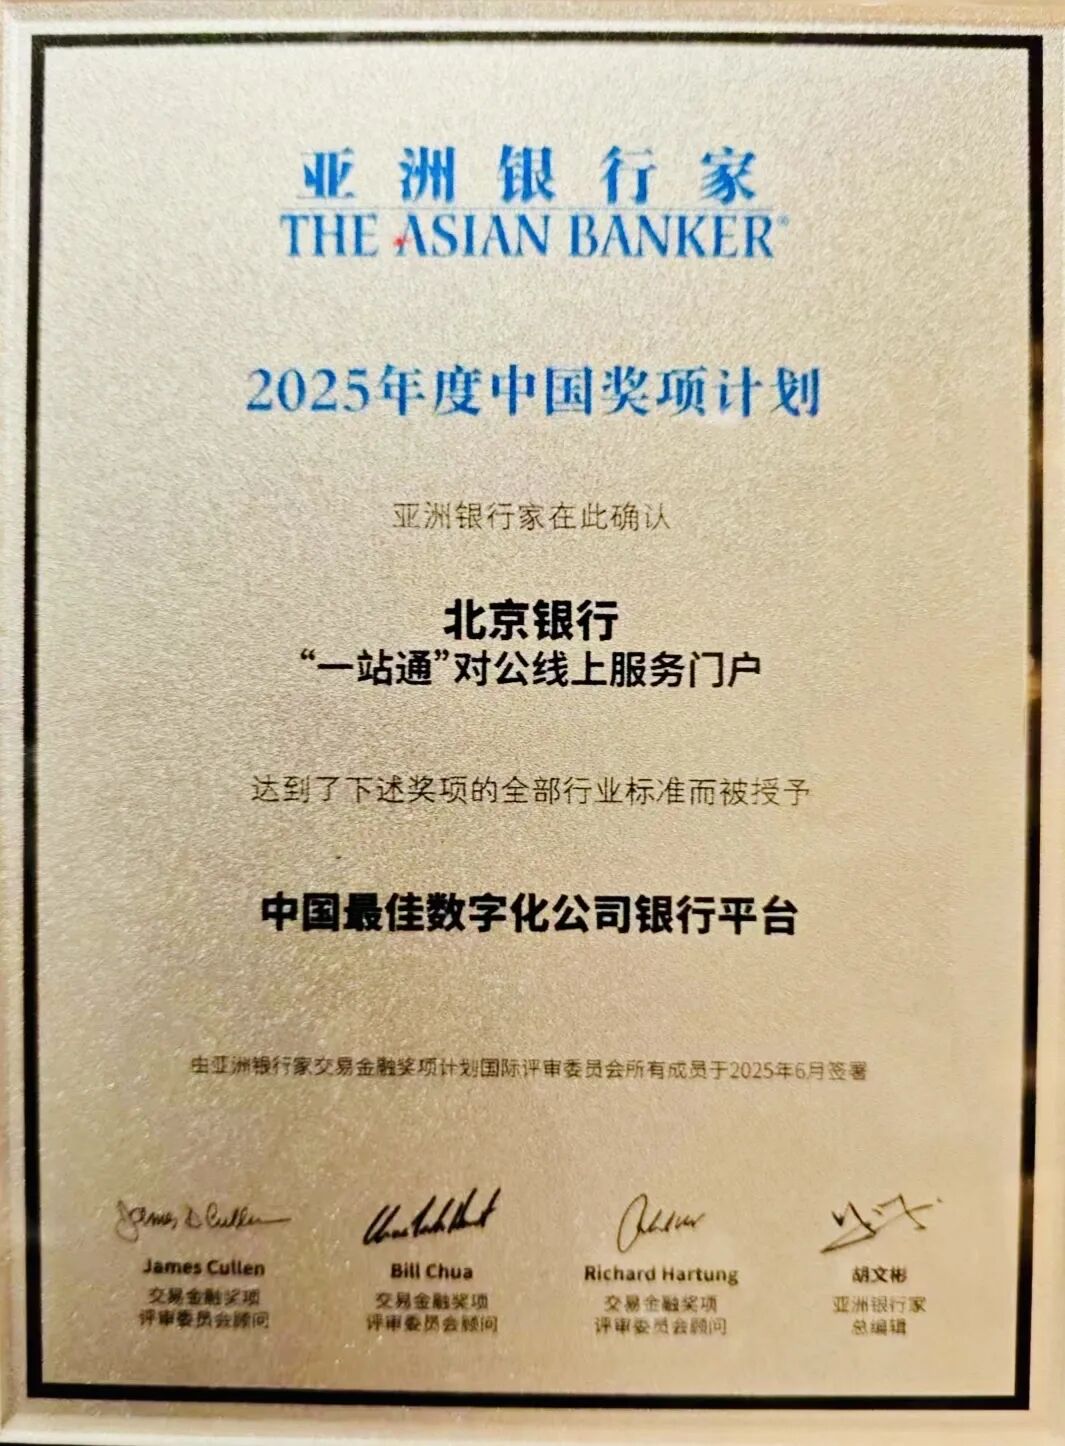 亚洲银行家
THE ASIAN BANKER®
2025年度中国奖项计划
亚洲银行家在此确认
北京银行
“一站通”对公线上服务门户
达到了下述奖项的全部行业标准而被授予
中国最佳数字化公司银行平台
由亚洲银行家交易金融奖项计划国际评审委员会所有成员于2025年6月签署
James D Cullen
James Cullen
交易金融奖项
评审委员会顾问
Bill Chua
交易金融奖项
评审委员会顾问
Richard Hartung
交易金融奖项
评审委员会顾问
胡文彬
亚洲银行家
总编辑